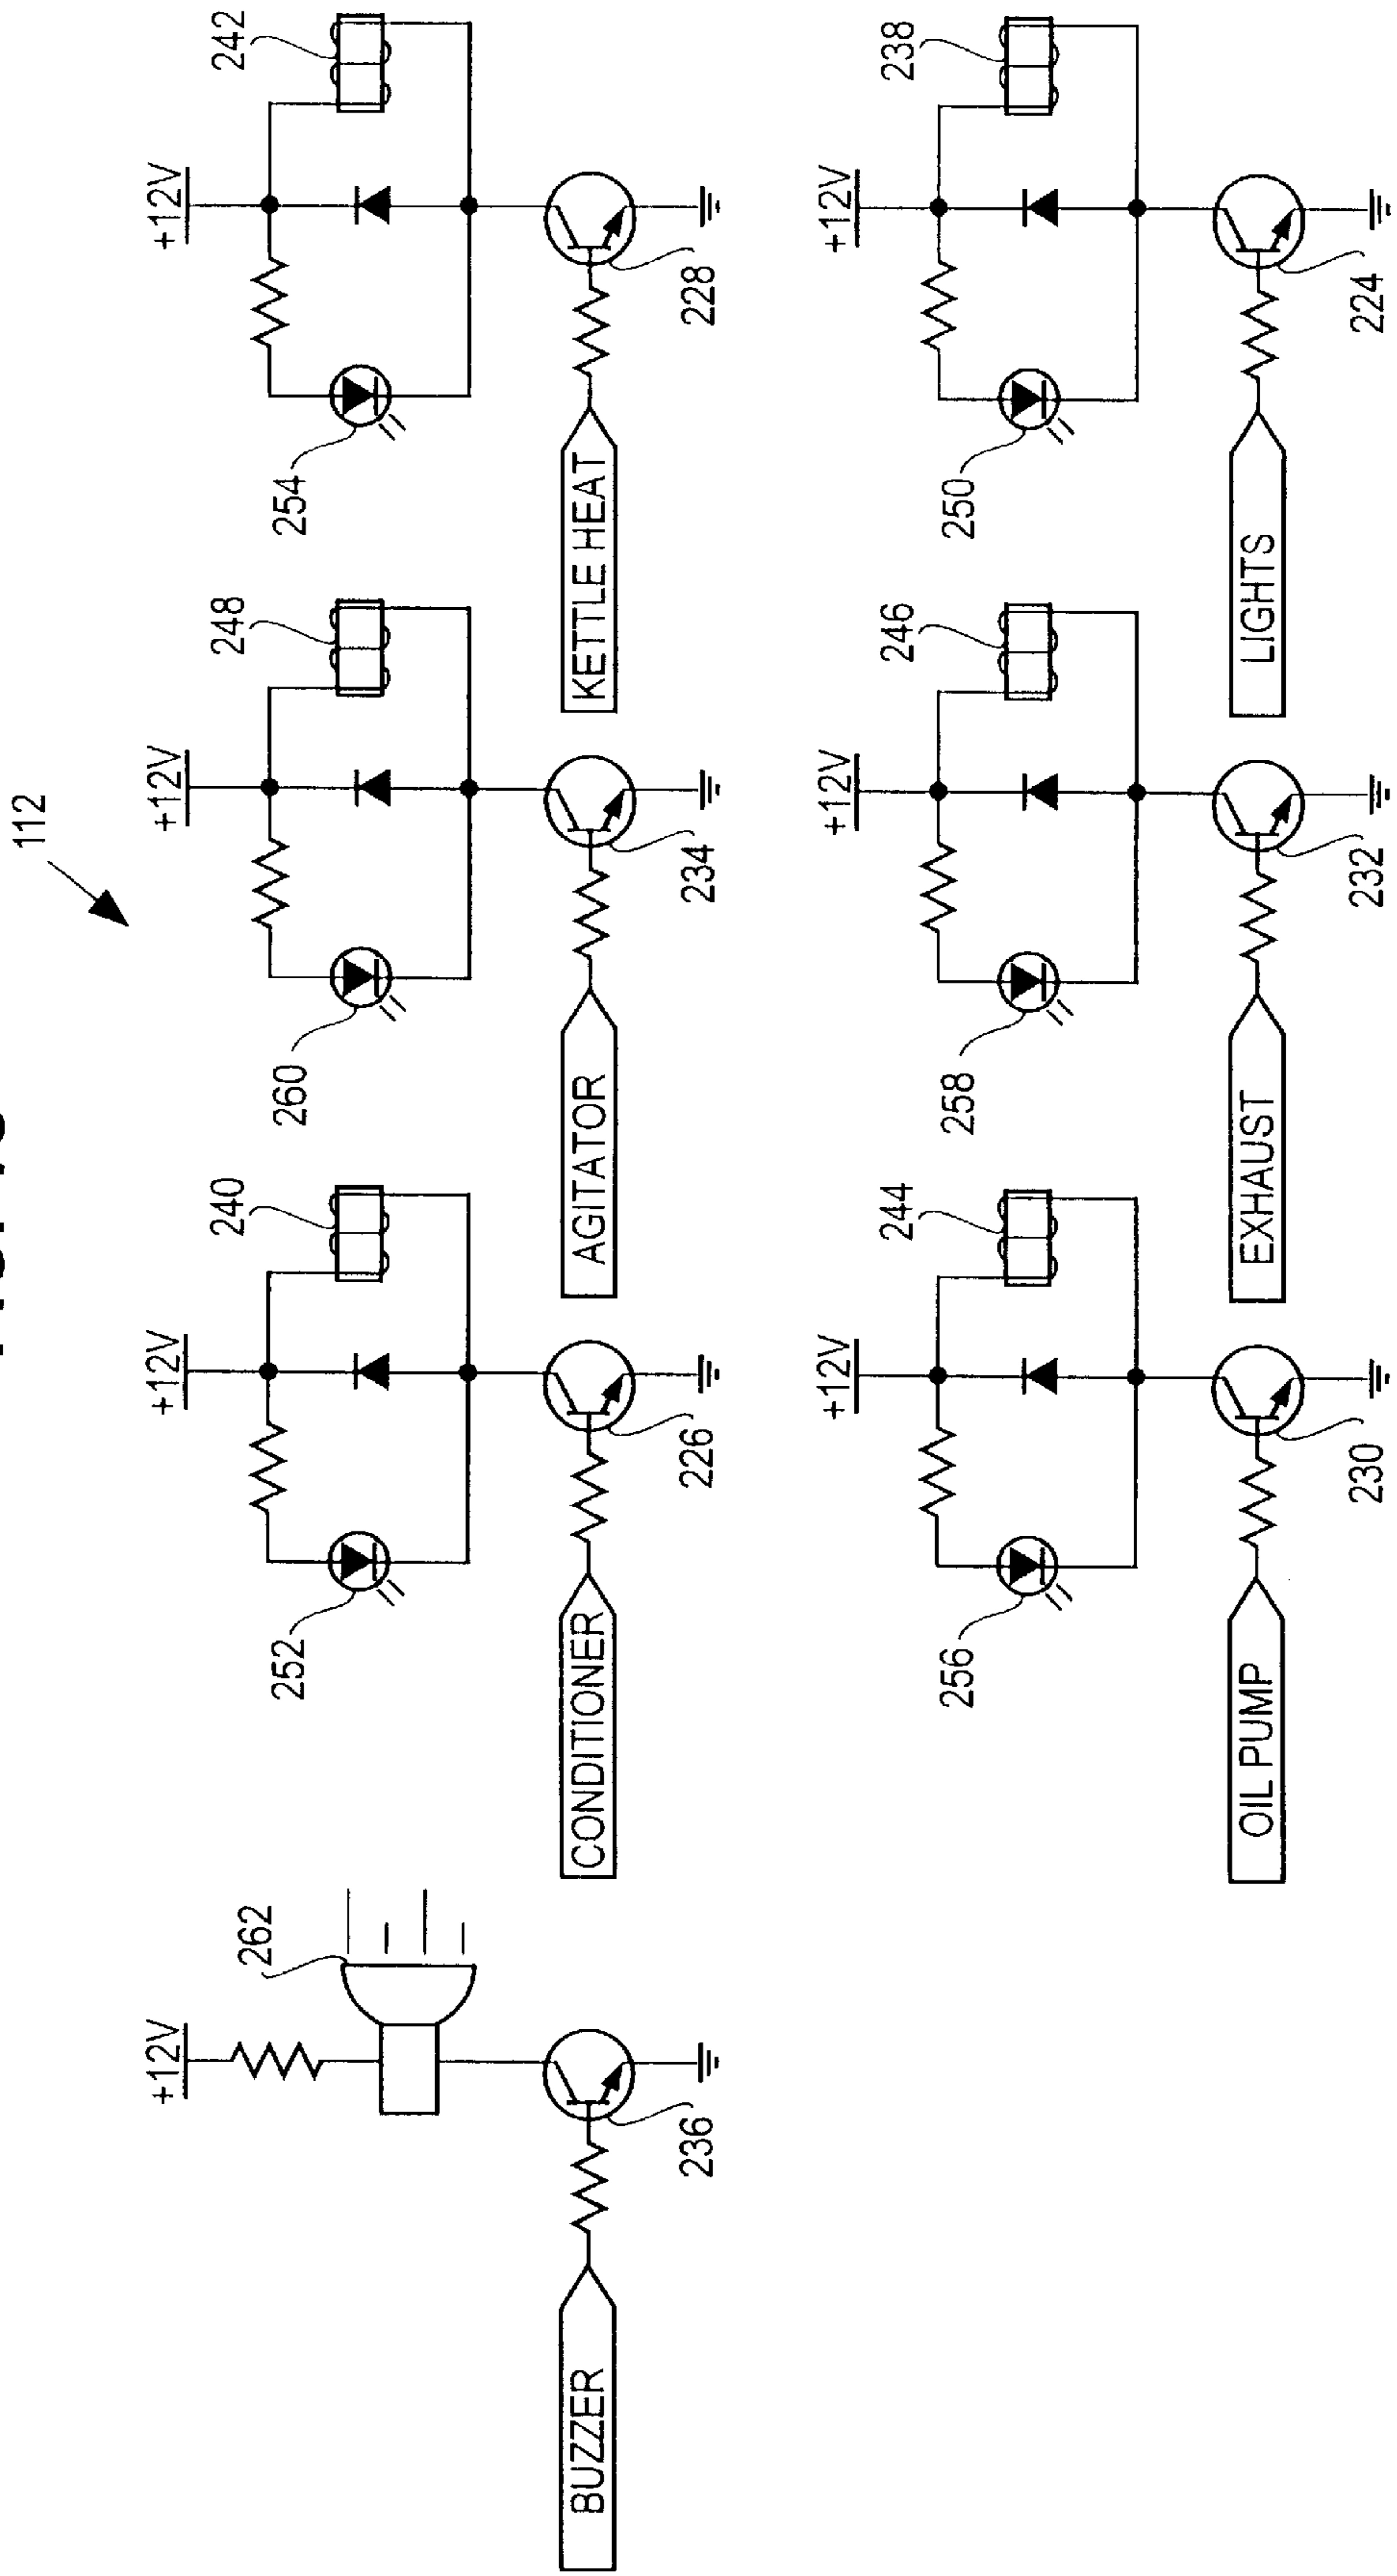 112
+12V
262
BUZZER
236
+12V
240
252
CONDITIONER
226
+12V
248
260
AGITATOR
234
+12V
242
254
KETTLE HEAT
228
+12V
244
256
OIL PUMP
230
+12V
246
258
EXHAUST
232
+12V
238
250
LIGHTS
224